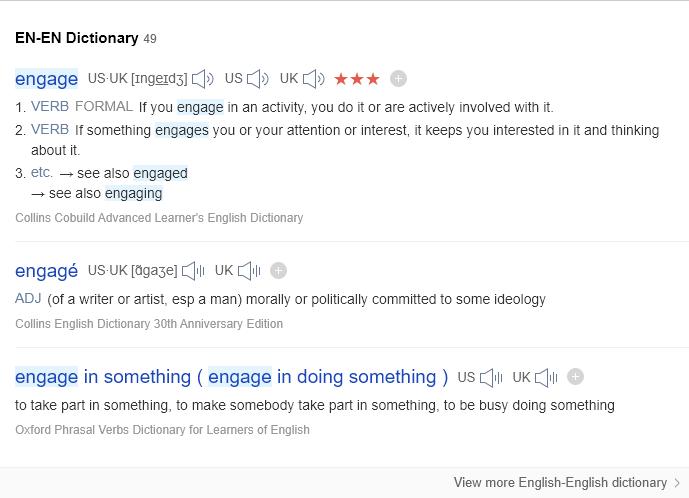 EN-EN Dictionary 49
engage US·UK [ɪngeɪdʒ] US UK ★★★
1. VERB FORMAL If you engage in an activity, you do it or are actively involved with it.
2. VERB If something engages you or your attention or interest, it keeps you interested in it and thinking
about it.
3. etc. → see also engaged
→ see also engaging
Collins Cobuild Advanced Learner's English Dictionary
engagé US·UK [ɑ̃gaʒe] UK
ADJ (of a writer or artist, esp a man) morally or politically committed to some ideology
Collins English Dictionary 30th Anniversary Edition
engage in something ( engage in doing something ) US UK
to take part in something, to make somebody take part in something, to be busy doing something
Oxford Phrasal Verbs Dictionary for Learners of English
View more English-English dictionary >